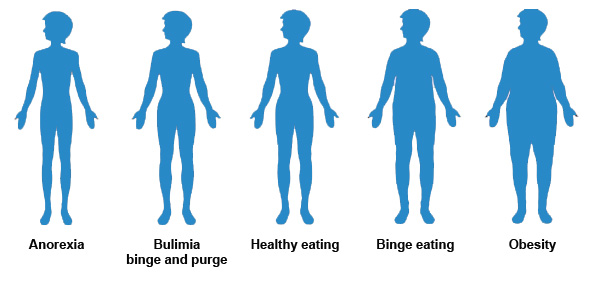 Anorexia
Bulimia
binge and purge
Healthy eating
Binge eating
Obesity